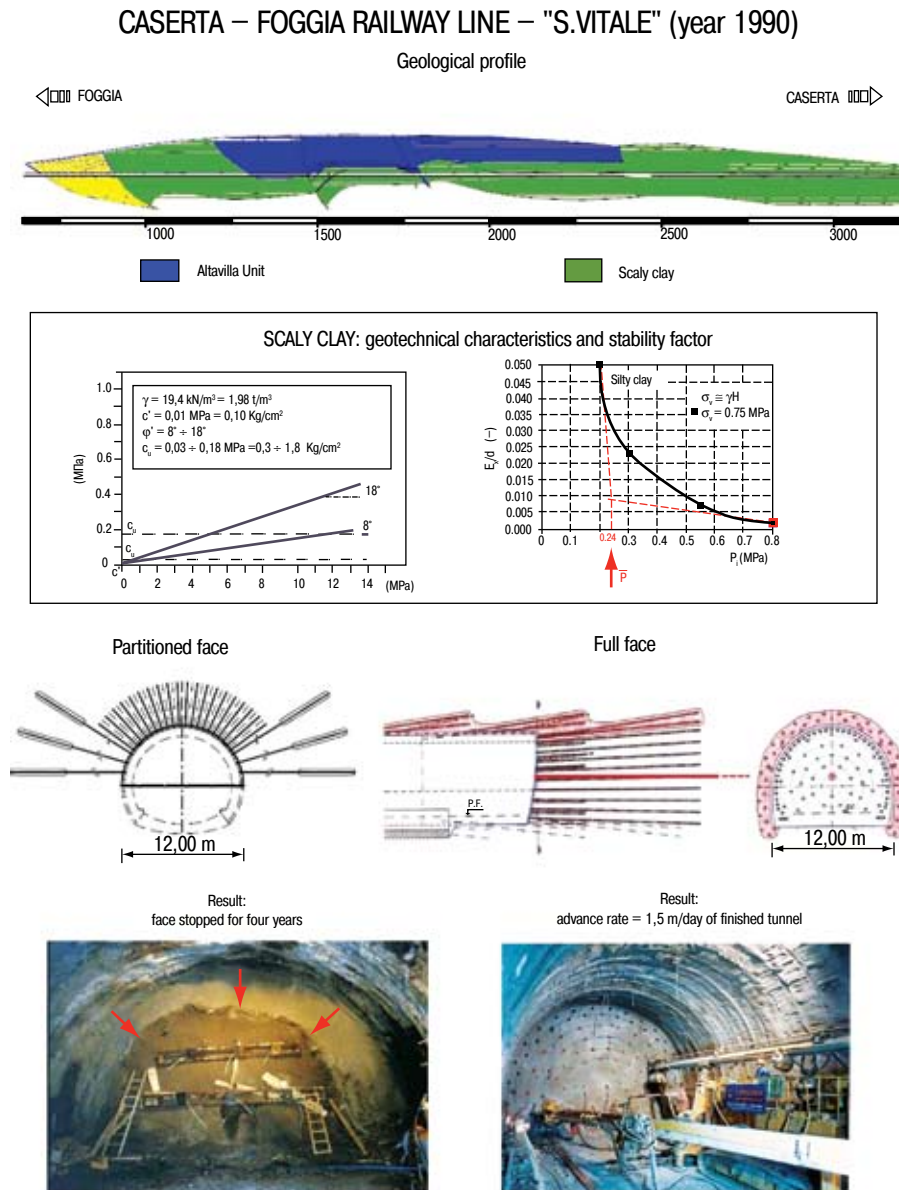 CASERTA – FOGGIA RAILWAY LINE – "S.VITALE" (year 1990)
Geological profile
FOGGIA
CASERTA
1000
1500
2000
2500
3000
Altavilla Unit
Scaly clay
SCALY CLAY: geotechnical characteristics and stability factor
(МПа)
1.0
0.8
0.6
0.4
0.2
0
γ = 19,4 kN/m³ = 1,98 t/m³
c' = 0,01 MPa = 0,10 Kg/cm²
φ' = 8° ÷ 18°
cᵤ = 0,03 ÷ 0,18 MPa =0,3 ÷ 1,8 Kg/cm²
18°
8°
cᵤ
cᵤ
c'
0 2 4 6 8 10 12 14 (MPa)
0.050
0.045
0.040
0.035
0.030
0.025
0.020
0.015
0.010
0.005
0.000
Silty clay
σᵥ ≅ γH
σᵥ = 0.75 MPa
0 0.1 0.24 0.3 0.4 0.5 0.6 0.7 0.8
Pᵢ (MPa)
P̅
Partitioned face
Full face
P.F.
12,00 m
12,00 m
Result:
face stopped for four years
Result:
advance rate = 1,5 m/day of finished tunnel